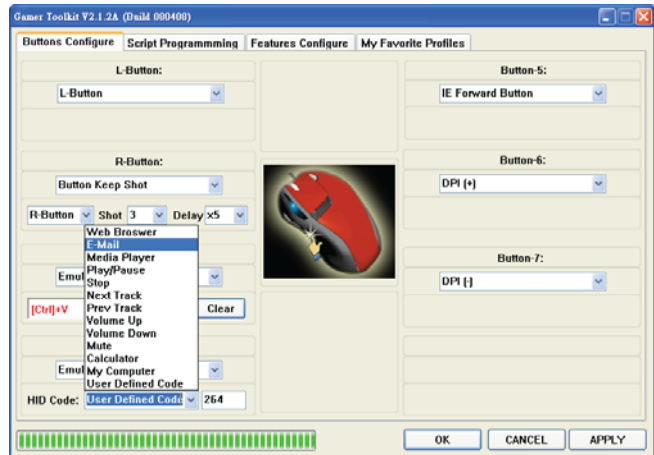 Gamer Toolkit V2.1.2A (Build 000400)
Buttons Configure Script Programmming Features Configure My Favorite Profiles
L-Button:
L-Button
R-Button:
Button Keep Shot
R-Button Shot 3 Delay x5
Web Broswer
E-Mail
Media Player
Play/Pause
Stop
Next Track
Prev Track
Volume Up
Volume Down
Mute
Calculator
My Computer
User Defined Code
Emul
[Ctrl]+V
Clear
Emul
HID Code: User Defined Code 264
Button-5:
IE Forward Button
Button-6:
DPI (+)
Button-7:
DPI (-)
OK CANCEL APPLY